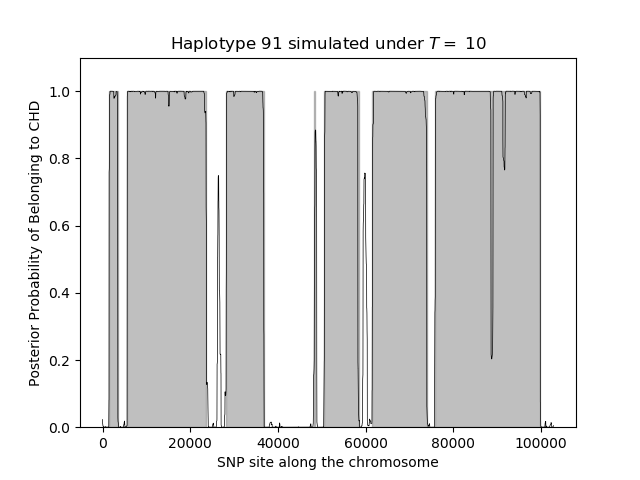 Haplotype 91 simulated under T = 10
Posterior Probability of Belonging to CHD
1.0
0.8
0.6
0.4
0.2
0.0
0 20000 40000 60000 80000 100000
SNP site along the chromosome